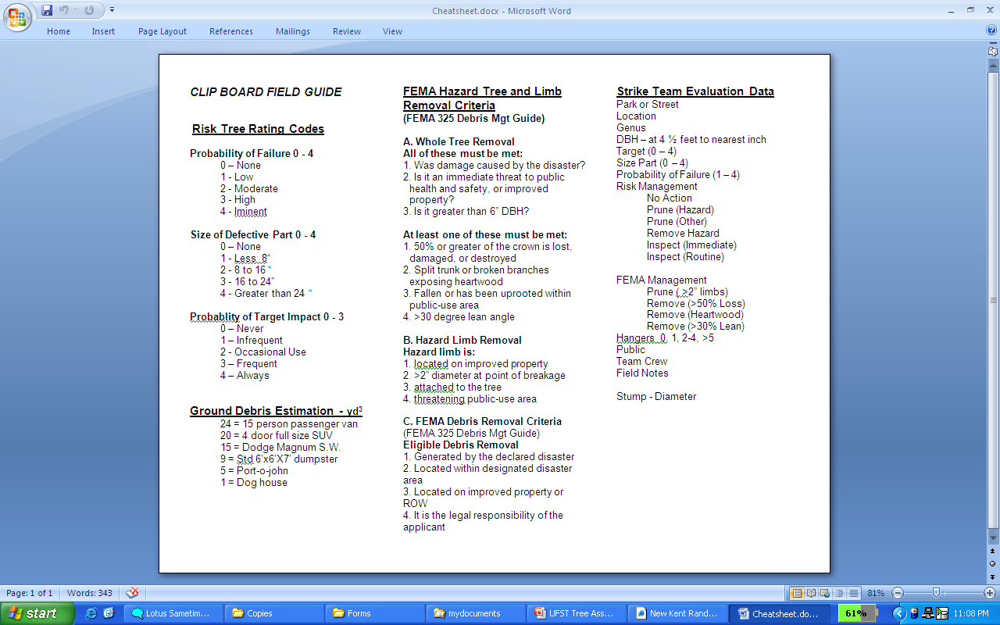 Cheatsheet.docx - Microsoft Word
Home Insert Page Layout References Mailings Review View
CLIP BOARD FIELD GUIDE
Risk Tree Rating Codes
Probability of Failure 0 - 4
0 – None
1 - Low
2 - Moderate
3 - High
4 - Iminent
Size of Defective Part 0 - 4
0 – None
1 - Less  8“
2 - 8 to 16 “
3 - 16 to 24”
4 - Greater than 24 “
Probablity of Target Impact 0 - 3
0 – Never
1 – Infrequent
2 - Occasional Use
3 – Frequent
4 – Always
Ground Debris Estimation - yd³
24 = 15 person passenger van
20 = 4 door full size SUV
15 = Dodge Magnum S.W.
9 = Std 6’x6’X7’ dumpster
5 = Port-o-john
1 = Dog house
FEMA Hazard Tree and Limb
Removal Criteria
(FEMA 325 Debris Mgt Guide)
A. Whole Tree Removal
All of these must be met:
1. Was damage caused by the disaster?
2. Is it an immediate threat to public
health and safety, or improved
property?
3. Is it greater than 6” DBH?
At least one of these must be met:
1. 50% or greater of the crown is lost,
damaged, or destroyed
2. Split trunk or broken branches
exposing heartwood
3. Fallen or has been uprooted within
public-use area
4. >30 degree lean angle
B. Hazard Limb Removal
Hazard limb is:
1. located on improved property
2. >2” diameter at point of breakage
3. attached to the tree
4. threatening public-use area
C. FEMA Debris Removal Criteria
(FEMA 325 Debris Mgt Guide)
Eligible Debris Removal
1. Generated by the declared disaster
2. Located within designated disaster
area
3. Located on improved property or
ROW
4. It is the legal responsibility of the
applicant
Strike Team Evaluation Data
Park or Street
Location
Genus
DBH – at 4 ½ feet to nearest inch
Target (0 – 4)
Size Part (0 – 4)
Probability of Failure (1 – 4)
Risk Management
No Action
Prune (Hazard)
Prune (Other)
Remove Hazard
Inspect (Immediate)
Inspect (Routine)
FEMA Management
Prune ( >2” limbs)
Remove (>50% Loss)
Remove (Heartwood)
Remove (>30% Lean)
Hangers  0, 1, 2-4, >5
Public
Team Crew
Field Notes
Stump - Diameter
Page: 1 of 1 Words: 343 81%
start Lotus Sametim... Copies Forms mydocuments UFST Tree Ass... New Kent Rand... Cheatsheet.do... 61% 11:08 PM